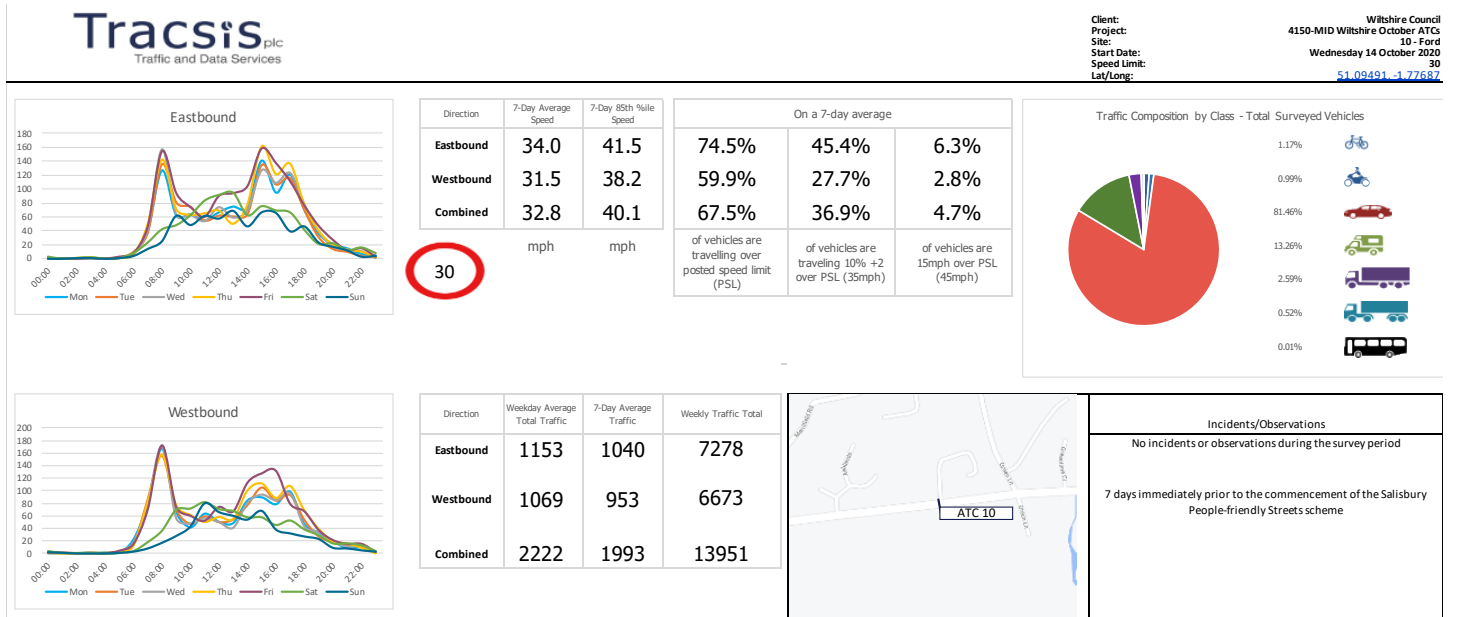 Tracsis plc
Traffic and Data Services
Client: Wiltshire Council
Project: 4150-MID Wiltshire October ATCs
Site: 10 - Ford
Start Date: Wednesday 14 October 2020
Speed Limit: 30
Lat/Long: 51.09491, -1.77687
Eastbound
180
160
140
120
100
80
60
40
20
0
00:00 02:00 04:00 06:00 08:00 10:00 12:00 14:00 16:00 18:00 20:00 22:00
Mon Tue Wed Thu Fri Sat Sun
Direction
7-Day Average
Speed
7-Day 85th %ile
Speed
On a 7-day average
Eastbound 34.0 41.5 74.5% 45.4% 6.3%
Westbound 31.5 38.2 59.9% 27.7% 2.8%
Combined 32.8 40.1 67.5% 36.9% 4.7%
30
mph mph
of vehicles are
travelling over
posted speed limit
(PSL)
of vehicles are
traveling 10% +2
over PSL (35mph)
of vehicles are
15mph over PSL
(45mph)
Traffic Composition by Class - Total Surveyed Vehicles
1.17%
0.99%
81.46%
13.26%
2.59%
0.52%
0.01%
Westbound
200
180
160
140
120
100
80
60
40
20
0
00:00 02:00 04:00 06:00 08:00 10:00 12:00 14:00 16:00 18:00 20:00 22:00
Mon Tue Wed Thu Fri Sat Sun
Direction
Weekday Average
Total Traffic
7-Day Average
Traffic
Weekly Traffic Total
Eastbound 1153 1040 7278
Westbound 1069 953 6673
Combined 2222 1993 13951
ATC 10
Incidents/Observations
No incidents or observations during the survey period
7 days immediately prior to the commencement of the Salisbury
People-friendly Streets scheme